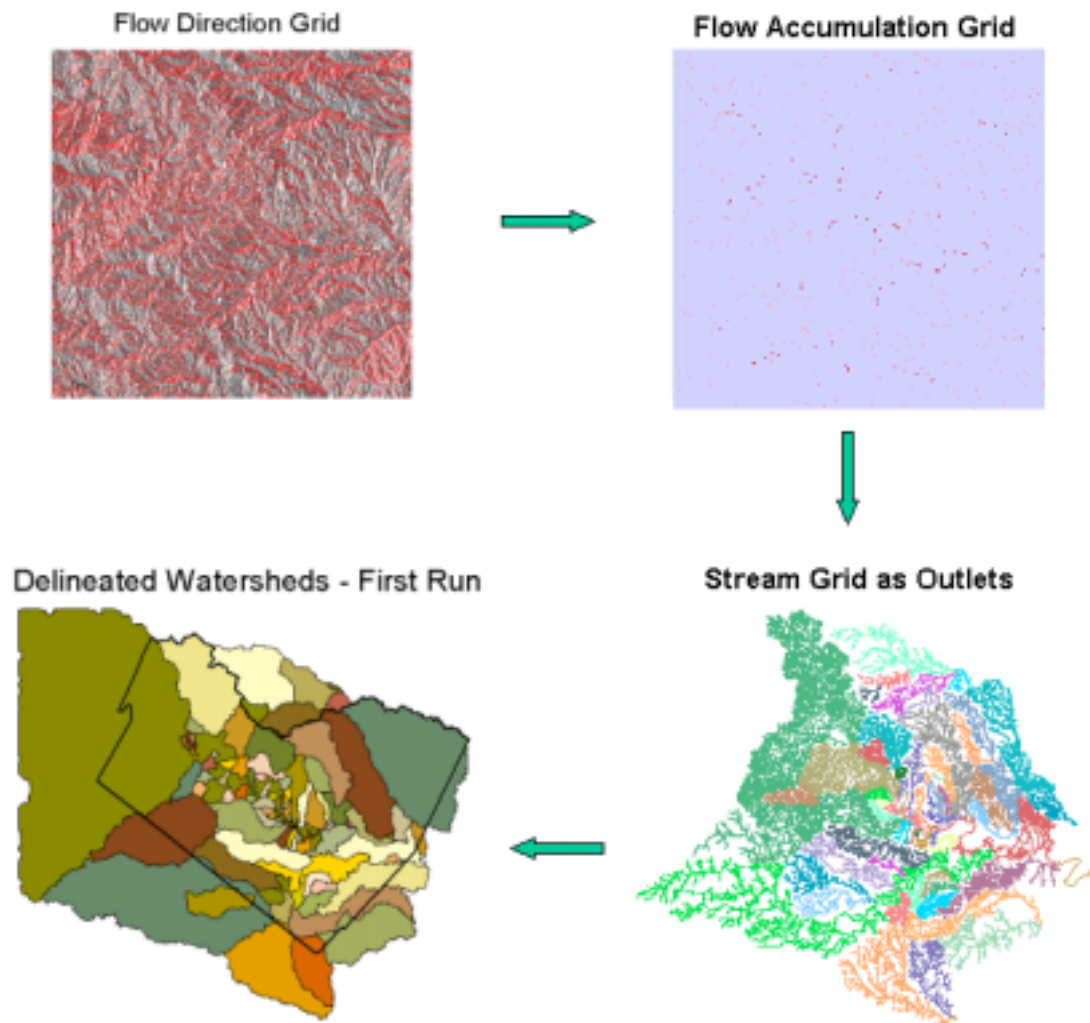 Flow Direction Grid
Flow Accumulation Grid
Delineated Watersheds - First Run
Stream Grid as Outlets